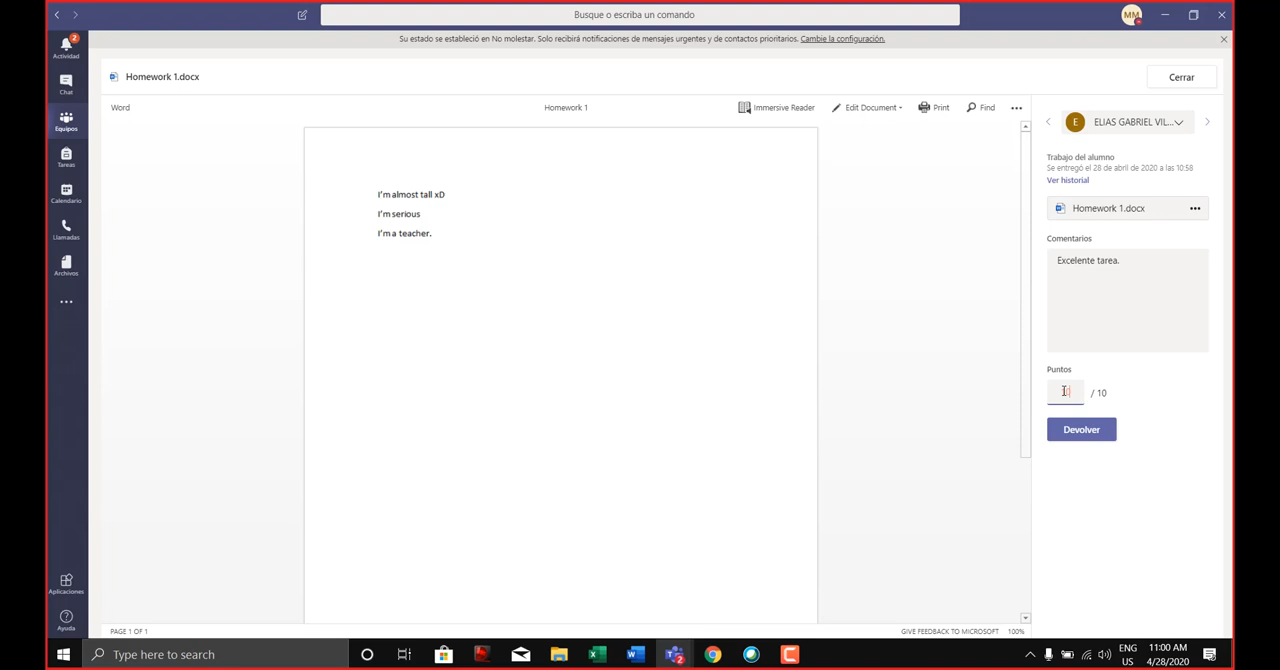 Busque o escriba un comando
MM
Su estado se estableció en No molestar. Solo recibirá notificaciones de mensajes urgentes y de contactos prioritarios. Cambie la configuración.
2
Actividad
Chat
Equipos
Tareas
Calendario
Llamadas
Archivos
Aplicaciones
Ayuda
Homework 1.docx
Cerrar
Word
Homework 1
Immersive Reader
Edit Document
Print
Find
I'm almost tall xD
I'm serious
I'm a teacher.
PAGE 1 OF 1
GIVE FEEDBACK TO MICROSOFT
100%
E
ELIAS GABRIEL VIL...
Trabajo del alumno
Se entregó el 28 de abril de 2020 a las 10:58
Ver historial
Homework 1.docx
Comentarios
Excelente tarea.
Puntos
/ 10
Devolver
Type here to search
2
ENG
US
11:00 AM
4/28/2020